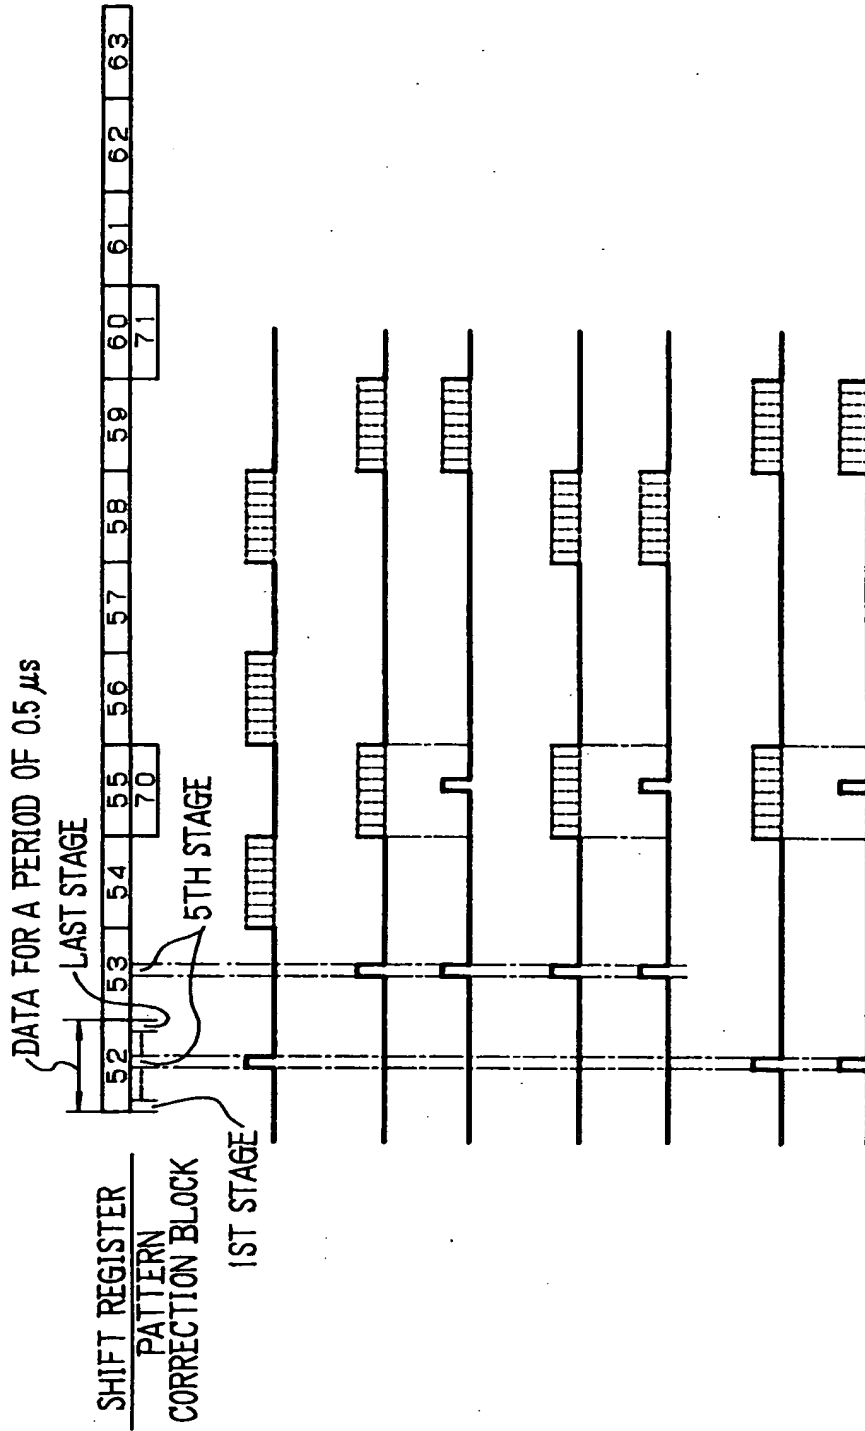 DATA FOR A PERIOD OF 0.5 μs
LAST STAGE
5TH STAGE
1ST STAGE
SHIFT REGISTER
52 53 54 55 56 57 58 59 60 61 62 63
PATTERN
CORRECTION BLOCK
70 71